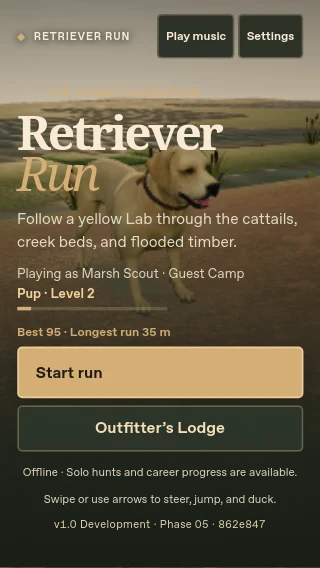 RETRIEVER RUN
Play music
Settings
Retriever
Run
Follow a yellow Lab through the cattails,
creek beds, and flooded timber.
Playing as Marsh Scout · Guest Camp
Pup · Level 2
Best 95 · Longest run 35 m
Start run
Outfitter’s Lodge
Offline · Solo hunts and career progress are available.
Swipe or use arrows to steer, jump, and duck.
v1.0 Development · Phase 05 · 862e847